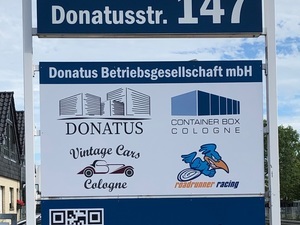 Donatusstr. 147
Donatus Betriebsgesellschaft mbH
DONATUS
CONTAINER BOX
COLOGNE
Vintage Cars
Cologne
roadrunner racing